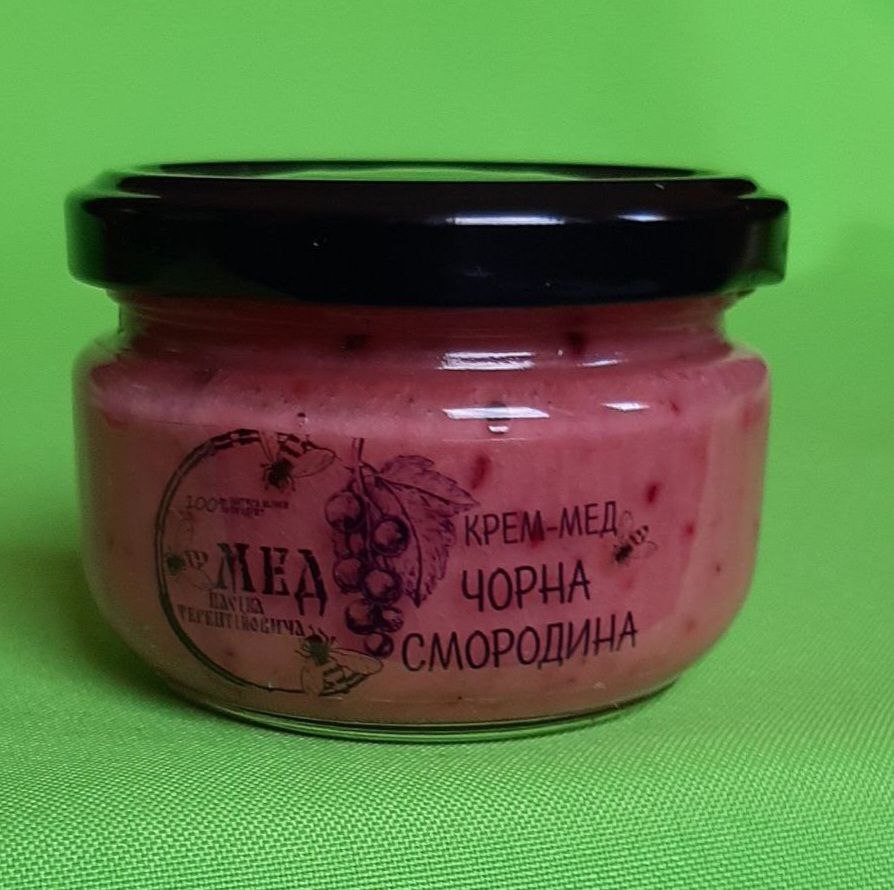 100% НАТУРАЛЬНИЙ
ПРОДУКТ
МЕД
ПАСІКА
ТЕРЕНТІЙОВИЧА
КРЕМ-МЕД
ЧОРНА
СМОРОДИНА